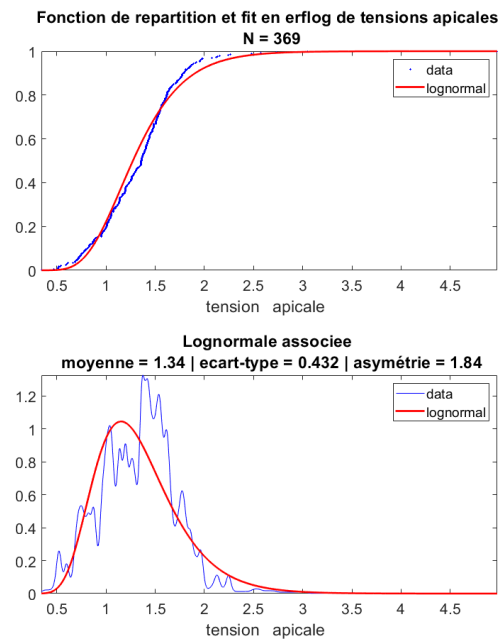 Fonction de repartition et fit en erflog de tensions apicales
N = 369
1
0.8
0.6
0.4
0.2
0
data
lognormal
0.5 1 1.5 2 2.5 3 3.5 4 4.5
tension apicale
Lognormale associee
moyenne = 1.34 | ecart-type = 0.432 | asymétrie = 1.84
1.2
1
0.8
0.6
0.4
0.2
0
data
lognormal
0.5 1 1.5 2 2.5 3 3.5 4 4.5
tension apicale